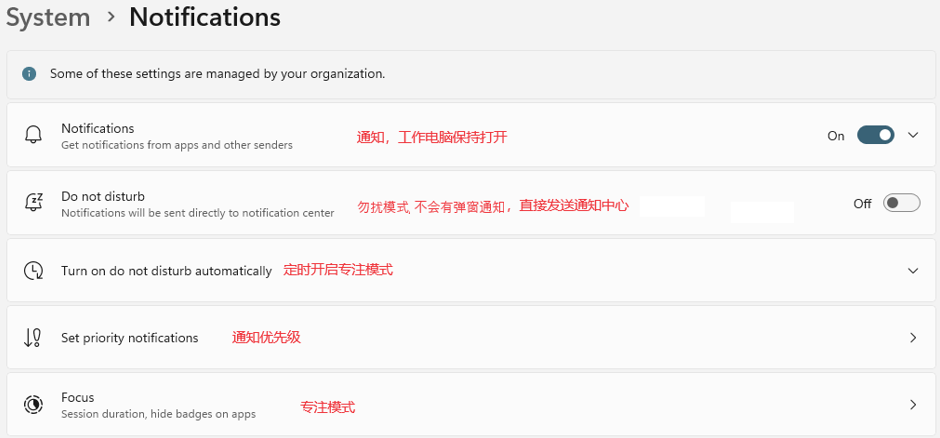 System > Notifications
Some of these settings are managed by your organization.
Notifications
Get notifications from apps and other senders
通知，工作电脑保持打开
On
Do not disturb
Notifications will be sent directly to notification center
勿扰模式, 不会有弹窗通知，直接发送通知中心
Off
Turn on do not disturb automatically
定时开启专注模式
Set priority notifications
通知优先级
Focus
Session duration, hide badges on apps
专注模式